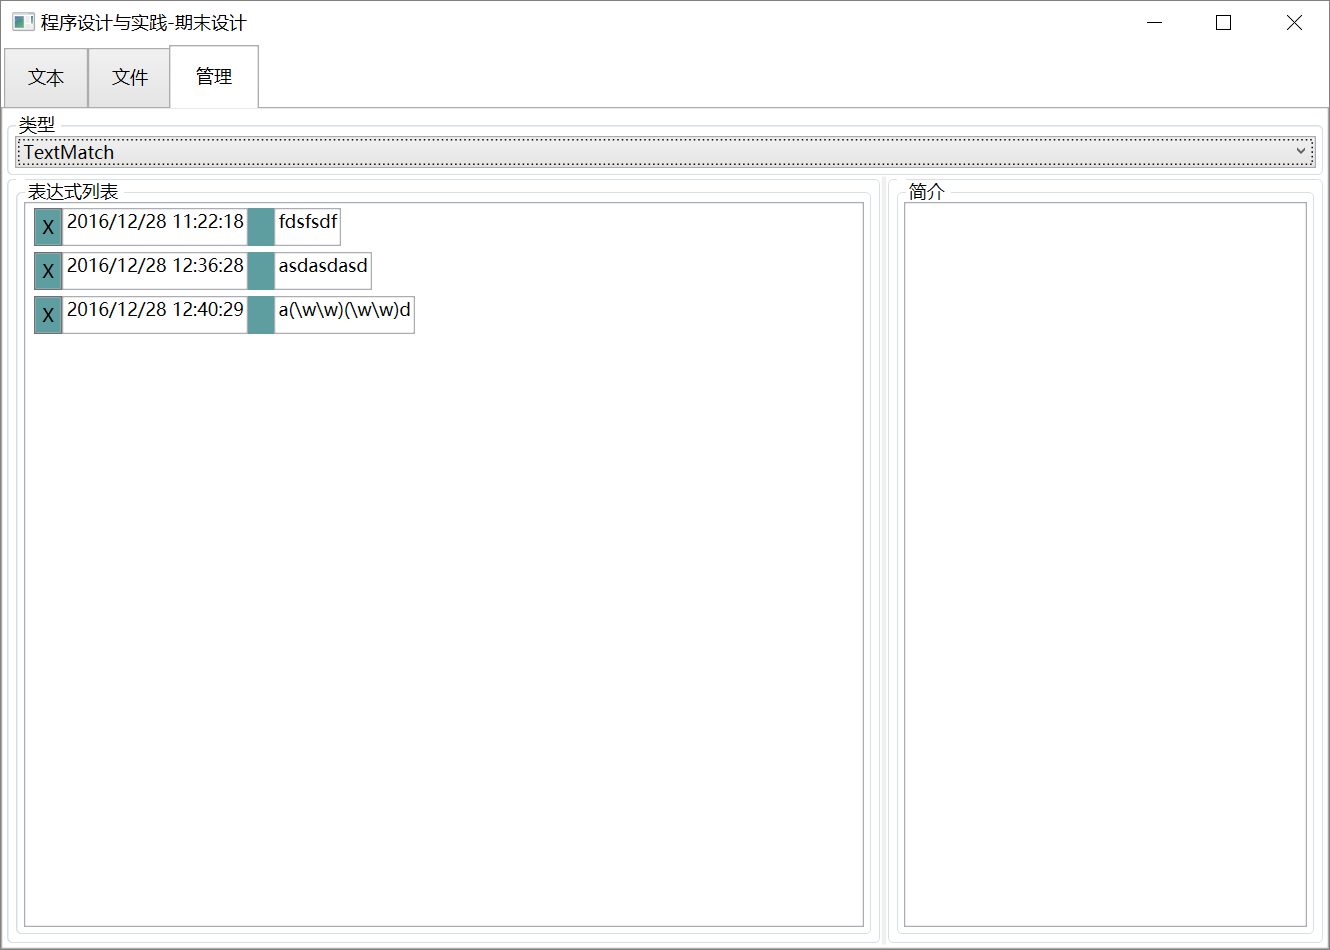 程序设计与实践-期末设计
文本 文件 管理
类型
TextMatch
表达式列表
X 2016/12/28 11:22:18 fdsfsdf
X 2016/12/28 12:36:28 asdasdasd
X 2016/12/28 12:40:29 a(\w\w)(\w\w)d
简介